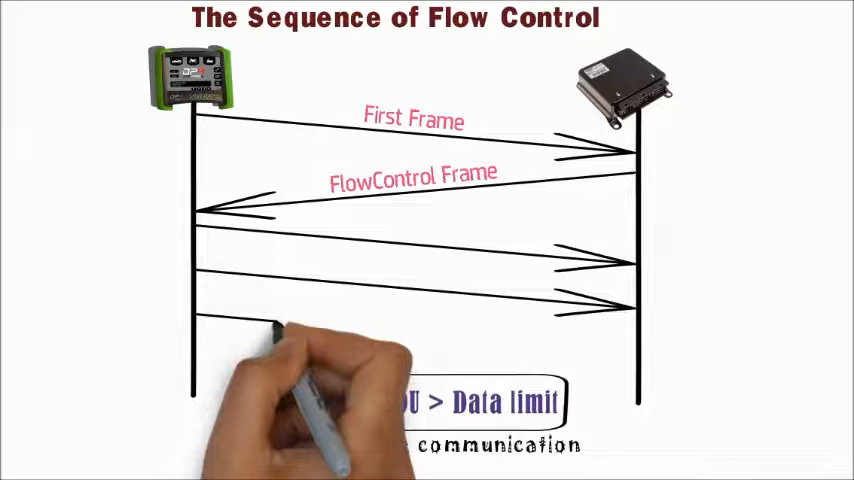 The Sequence of Flow Control
First Frame
FlowControl Frame
> Data limit
communication